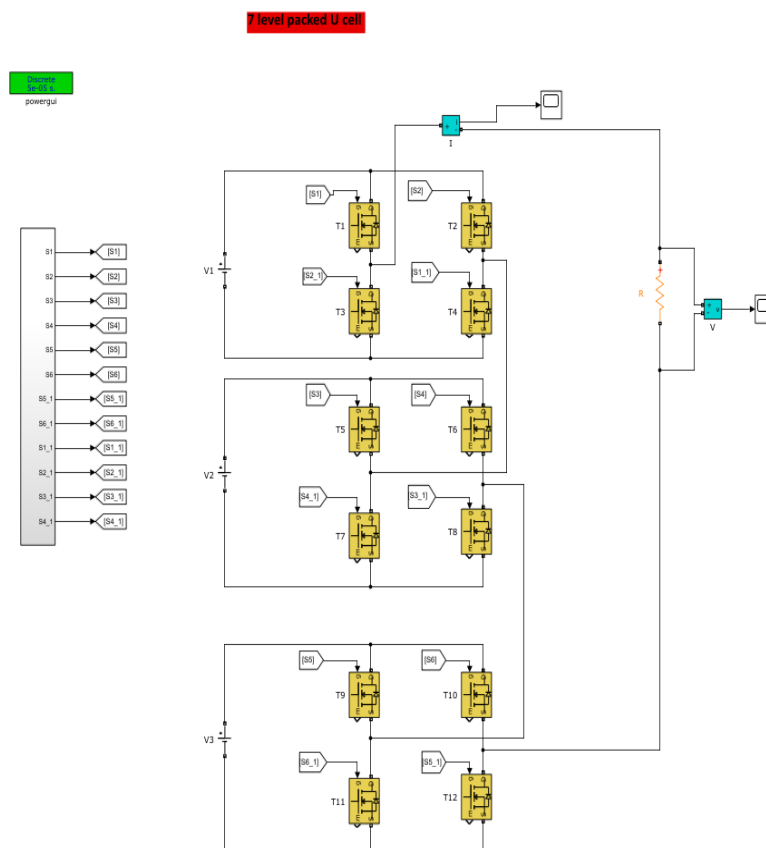 7 level packed U cell
Discrete
5e-05 s.
powergui
I
[S1]
[S2]
T1
T2
V1
[S2_1]
[S1_1]
T3
T4
R
V
S1 [S1]
S2 [S2]
S3 [S3]
S4 [S4]
S5 [S5]
S6 [S6]
S5_1 [S5_1]
S6_1 [S6_1]
S1_1 [S1_1]
S2_1 [S2_1]
S3_1 [S3_1]
S4_1 [S4_1]
[S3]
[S4]
T5
T6
V2
[S4_1]
S3_1]
T7
T8
[S5]
[S6]
T9
T10
V3
S6_1]
[S5_1]
T11
T12